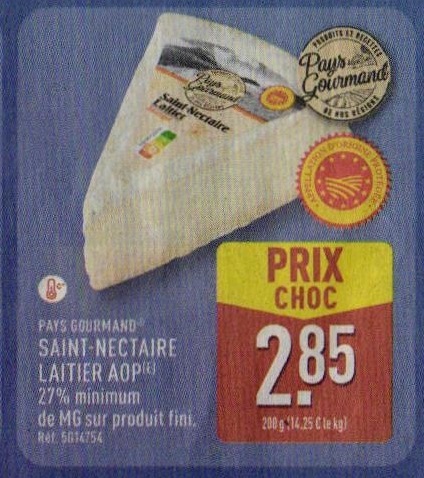 PRODUITS ET RECETTES
Pays
Gourmand
DE NOS RÉGIONS
Pays
Gourmand
Saint-Nectaire
Laitier
APPELLATION D'ORIGINE PROTÉGÉE
PRIX
CHOC
2.85
200 g (14,25 € le kg)
PAYS GOURMAND®
SAINT-NECTAIRE
LAITIER AOP(E)
27% minimum
de MG sur produit fini.
Réf. 5014754